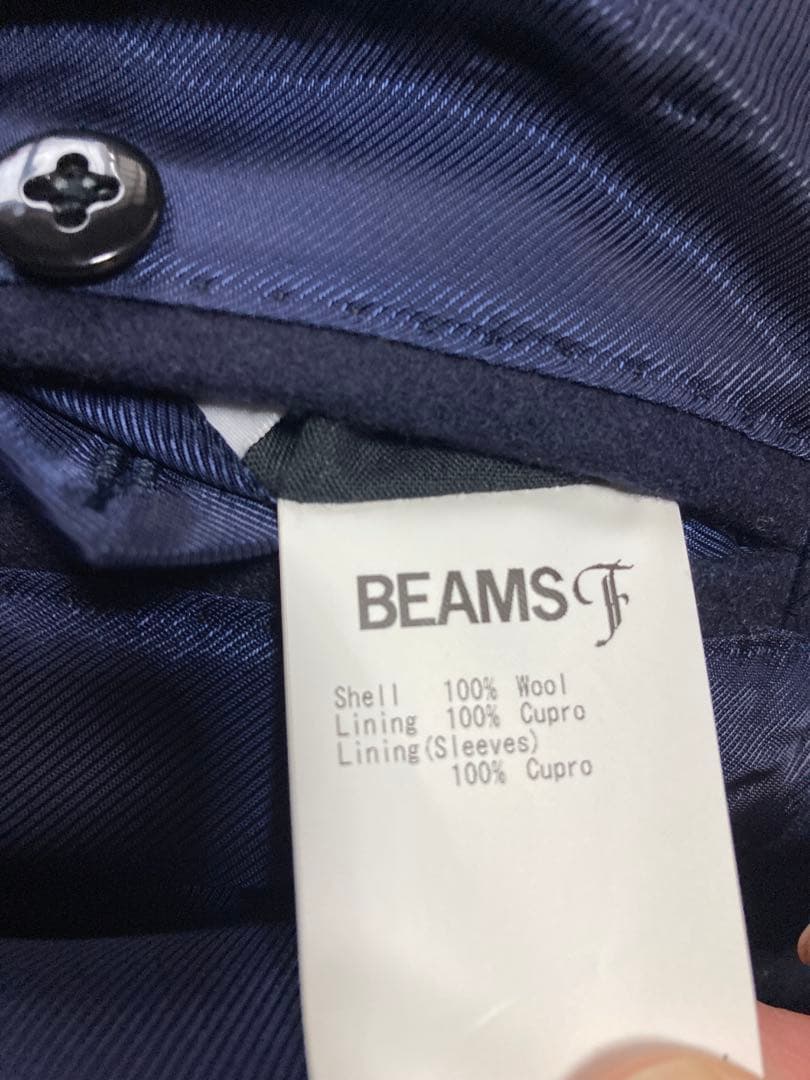 BEAMS F
Shell 100% Wool
Lining 100% Cupro
Lining(Sleeves)
100% Cupro